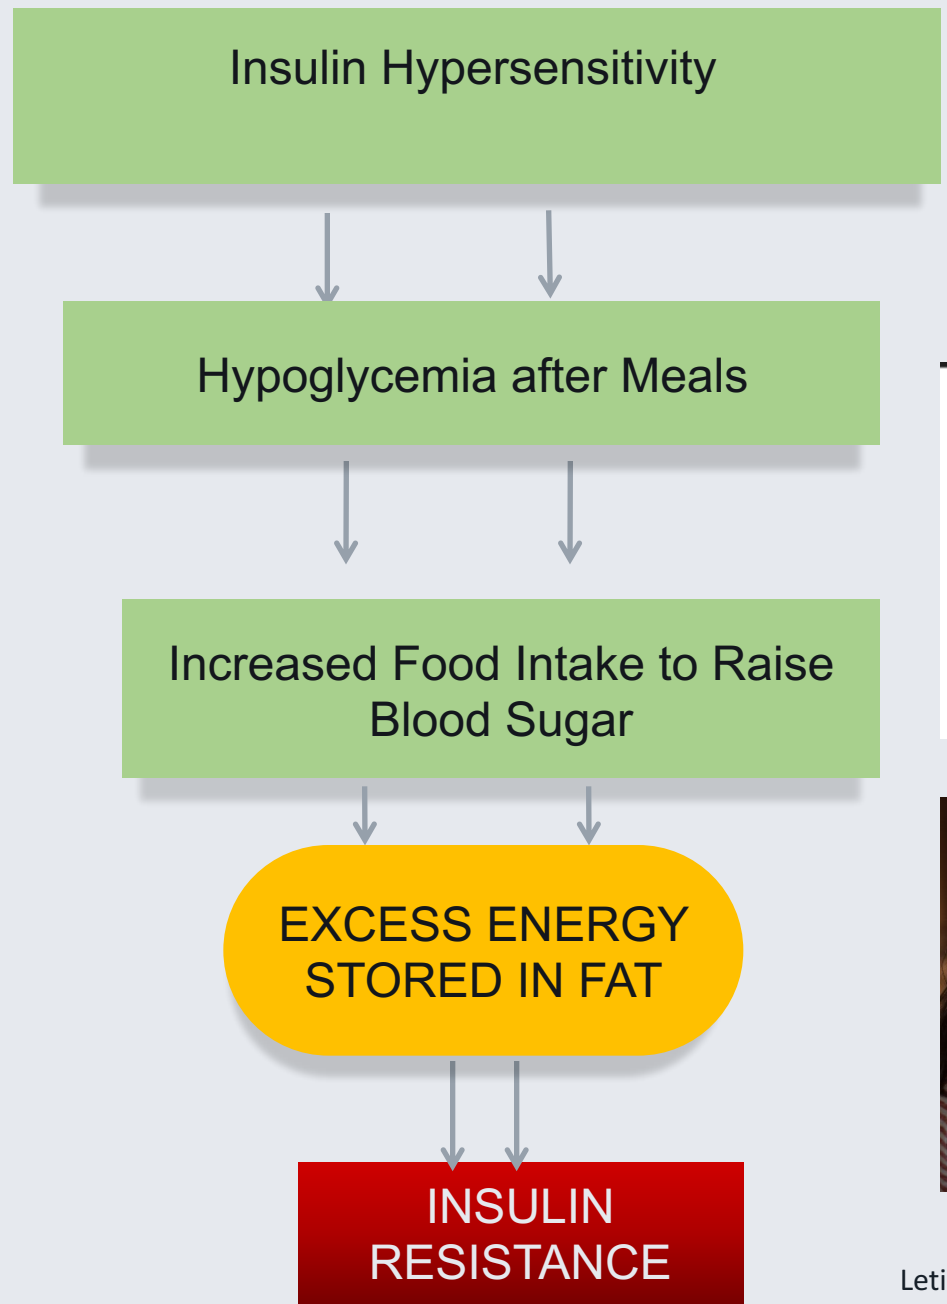 Insulin Hypersensitivity
Hypoglycemia after Meals
Increased Food Intake to Raise
Blood Sugar
EXCESS ENERGY
STORED IN FAT
INSULIN
RESISTANCE
Leti